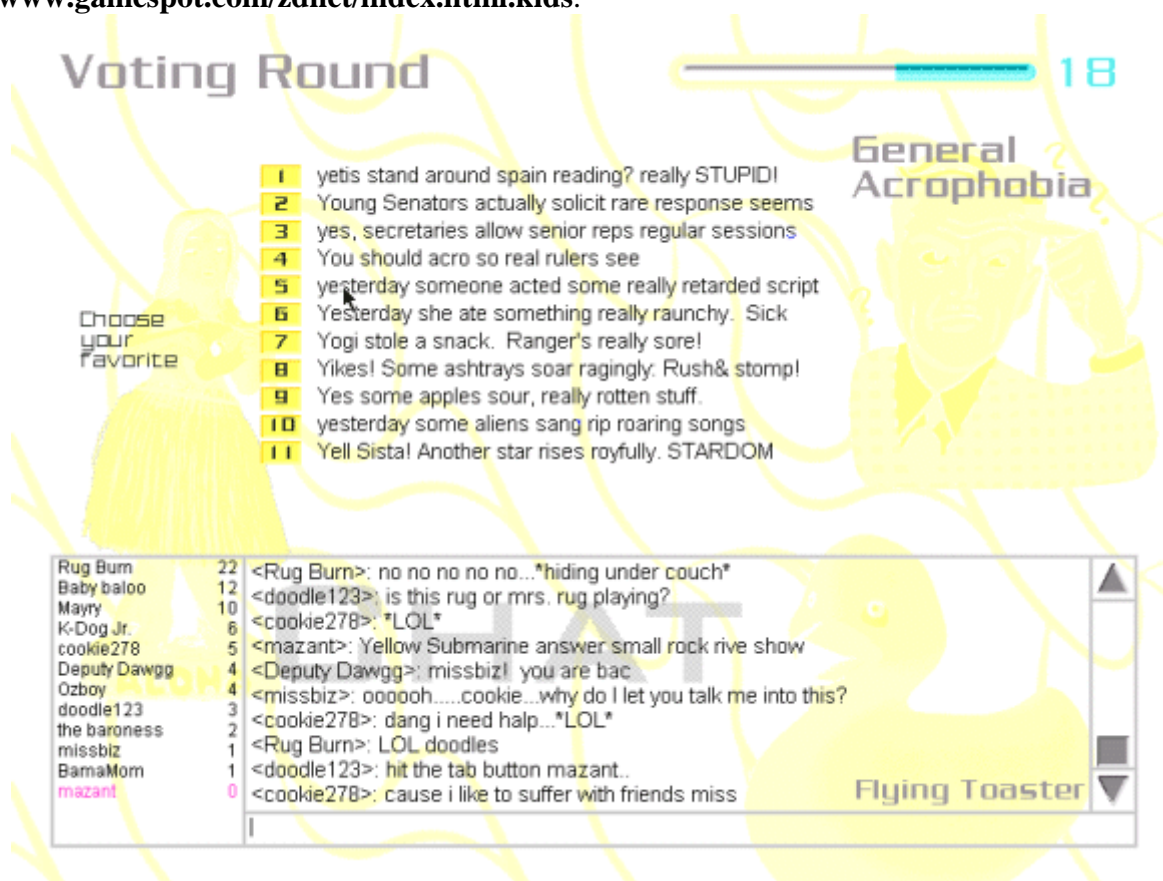 www.gamespot.com/zdnet/index.html.kids.
Voting Round
18
General
Acrophobia
1 yetis stand around spain reading? really STUPID!
2 Young Senators actually solicit rare response seems
3 yes, secretaries allow senior reps regular sessions
4 You should acro so real rulers see
5 yesterday someone acted some really retarded script
6 Yesterday she ate something really raunchy. Sick
7 Yogi stole a snack. Ranger's really sore!
8 Yikes! Some ashtrays soar ragingly: Rush& stomp!
9 Yes some apples sour, really rotten stuff.
10 yesterday some aliens sang rip roaring songs
11 Yell Sista! Another star rises royfully. STARDOM
Choose
your
favorite
Rug Burn 22
Baby baloo 12
Mayry 10
K-Dog Jr. 6
cookie278 5
Deputy Dawgg 4
Ozboy 4
doodle123 3
the baroness 2
missbiz 1
BamaMom 1
mazant 0
ALOHA
CHAT
<Rug Burn>: no no no no no...*hiding under couch*
<doodle123>: is this rug or mrs. rug playing?
<cookie278>: *LOL*
<mazant>: Yellow Submarine answer small rock rive show
<Deputy Dawgg>: missbiz! you are bac
<missbiz>: oooooh.....cookie...why do I let you talk me into this?
<cookie278>: dang i need halp...*LOL*
<Rug Burn>: LOL doodles
<doodle123>: hit the tab button mazant..
<cookie278>: cause i like to suffer with friends miss
Flying Toaster